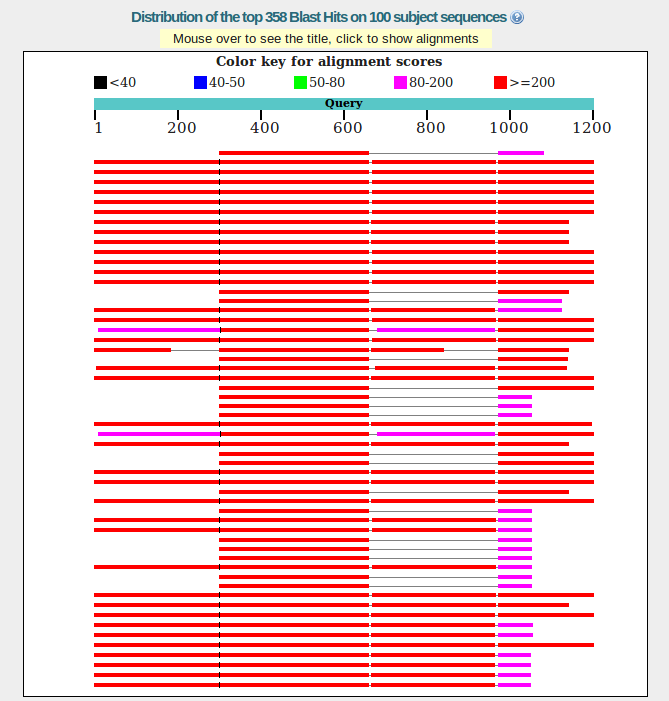 Distribution of the top 358 Blast Hits on 100 subject sequences ?
Mouse over to see the title, click to show alignments
Color key for alignment scores
<40 40-50 50-80 80-200 >=200
Query
1 200 400 600 800 1000 1200